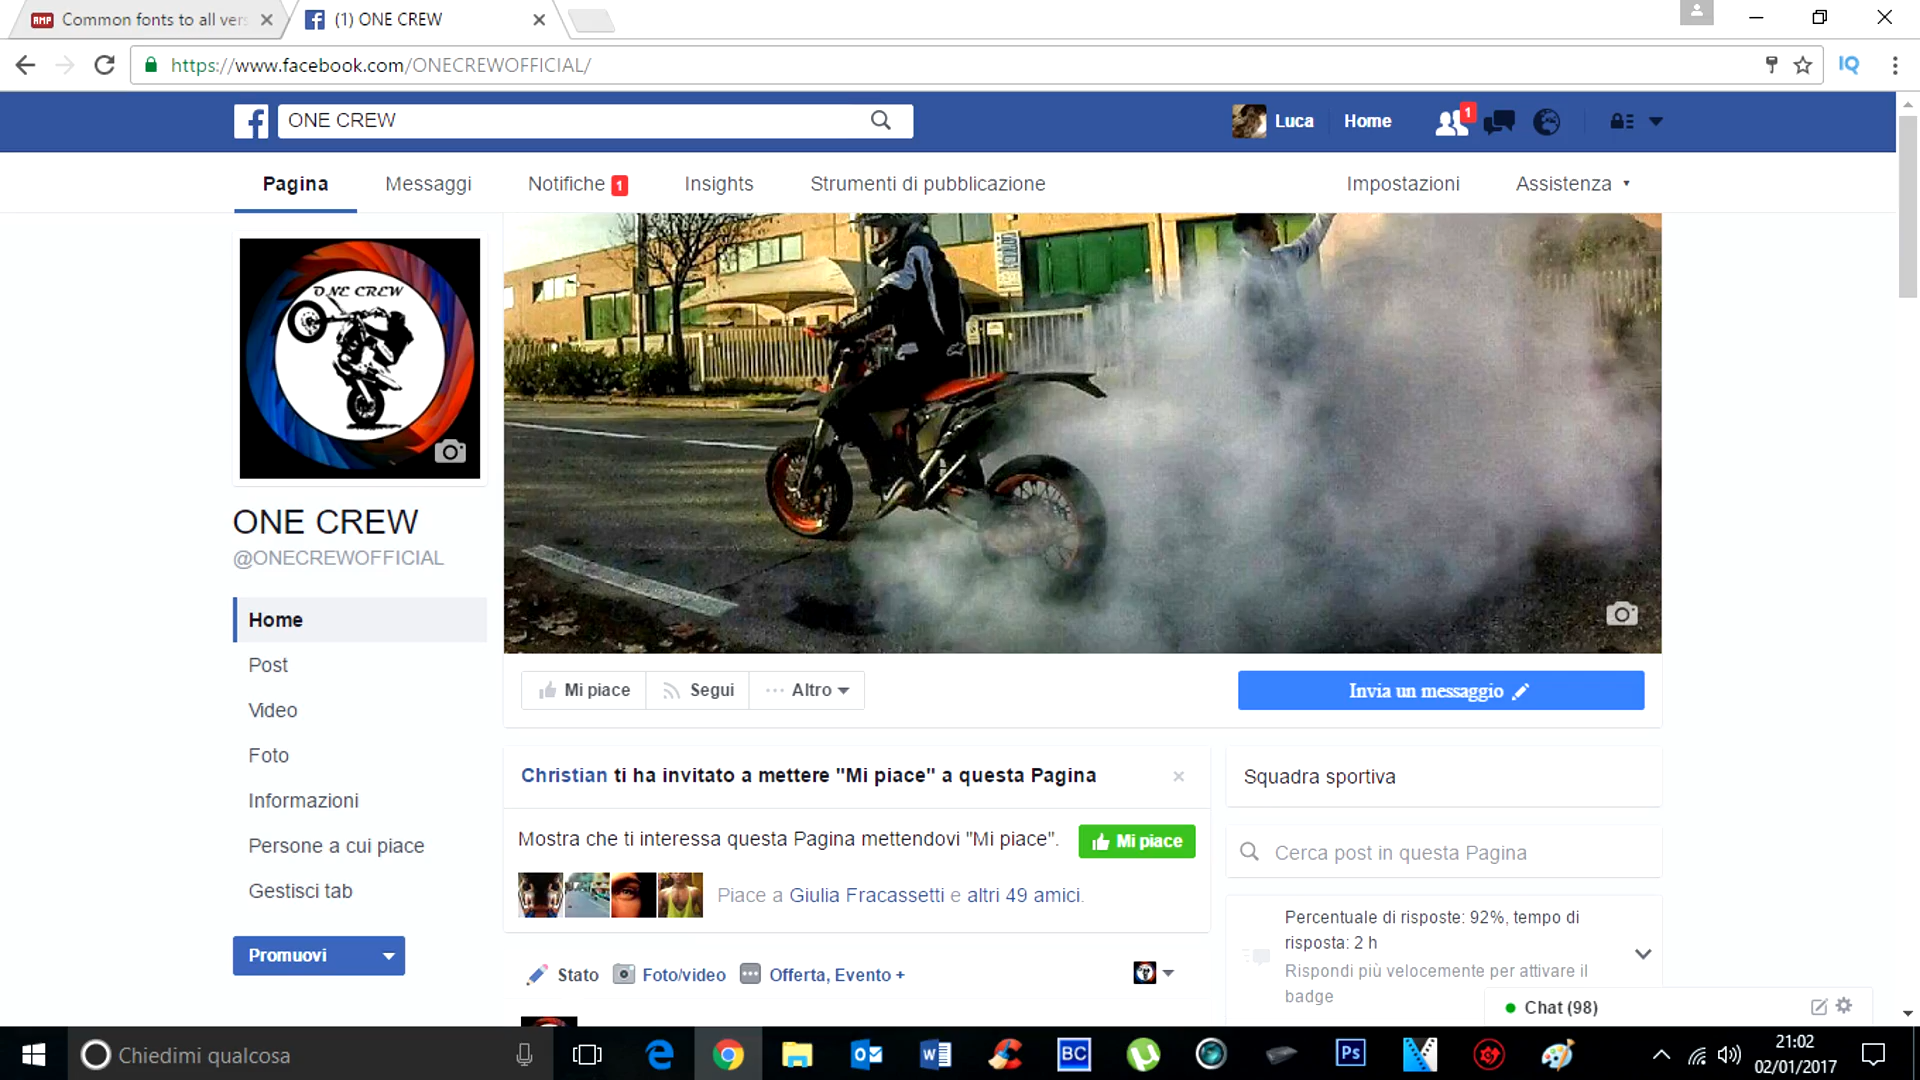 Common fonts to all vers
(1) ONE CREW
https://www.facebook.com/ONECREWOFFICIAL/
IQ
ONE CREW
Luca
Home
1
Pagina
Messaggi
Notifiche 1
Insights
Strumenti di pubblicazione
Impostazioni
Assistenza
ONE CREW
ONE CREW
@ONECREWOFFICIAL
Home
Post
Video
Foto
Informazioni
Persone a cui piace
Gestisci tab
Promuovi
Mi piace
Segui
Altro
Invia un messaggio
Christian ti ha invitato a mettere "Mi piace" a questa Pagina
Mostra che ti interessa questa Pagina mettendovi "Mi piace".
Mi piace
Piace a Giulia Fracassetti e altri 49 amici.
Stato
Foto/video
Offerta, Evento +
Squadra sportiva
Cerca post in questa Pagina
Percentuale di risposte: 92%, tempo di
risposta: 2 h
Rispondi più velocemente per attivare il
badge
Chat (98)
Chiedimi qualcosa
BC
Ps
21:02
02/01/2017